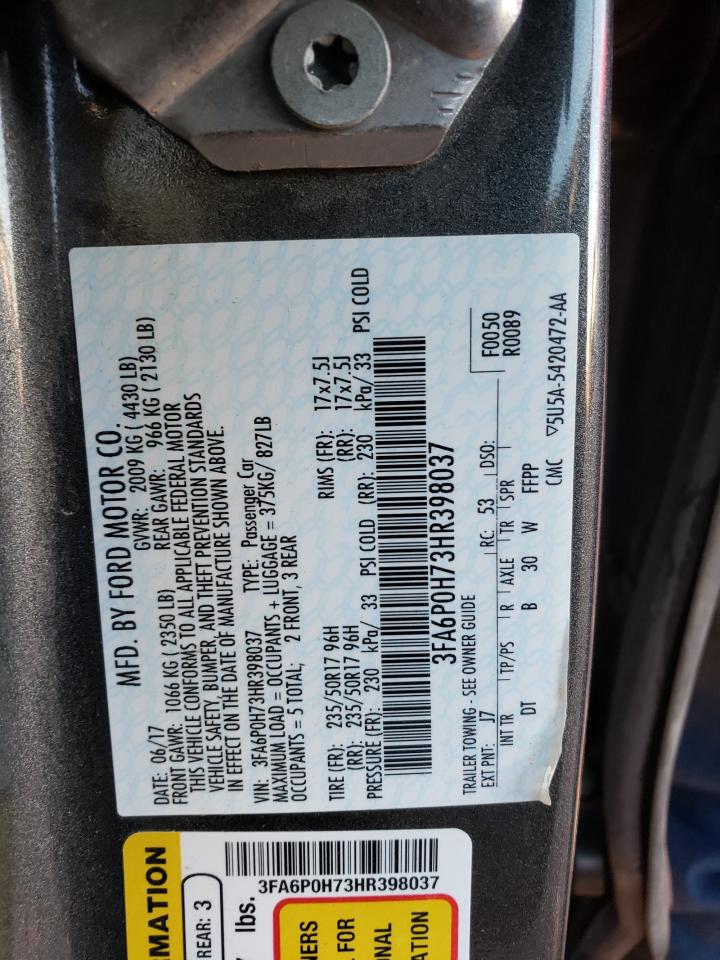 MFD. BY FORD MOTOR CO.
DATE: 06/17 GVWR: 2009 KG ( 4430 LB)
FRONT GAWR: 1066 KG ( 2350 LB) REAR GAWR: 966 KG ( 2130 LB)
THIS VEHICLE CONFORMS TO ALL APPLICABLE FEDERAL MOTOR
VEHICLE SAFETY, BUMPER, AND THEFT PREVENTION STANDARDS
IN EFFECT ON THE DATE OF MANUFACTURE SHOWN ABOVE.
VIN: 3FA6P0H73HR398037 TYPE: Passenger Car
MAXIMUM LOAD = OCCUPANTS + LUGGAGE = 375KG/ 827LB
OCCUPANTS = 5 TOTAL; 2 FRONT, 3 REAR
TIRE (FR): 235/50R17 96H RIMS (FR): 17x7.5J
(RR): 235/50R17 96H (RR): 17x7.5J
PRESSURE (FR): 230 kPa/ 33 PSI COLD (RR): 230 kPa/ 33 PSI COLD
3FA6P0H73HR398037
TRAILER TOWING - SEE OWNER GUIDE
EXT PNT: J7 RC: 53 DSO: F0050
R0089
INT TR TP/PS R AXLE TR SPR
DT B 30 W FFPP
CMC ▽5U5A-5420472-AA
RMATION
REAR: 3
lbs.
3FA6P0H73HR398037
NERS
FOR
ONAL
ATION